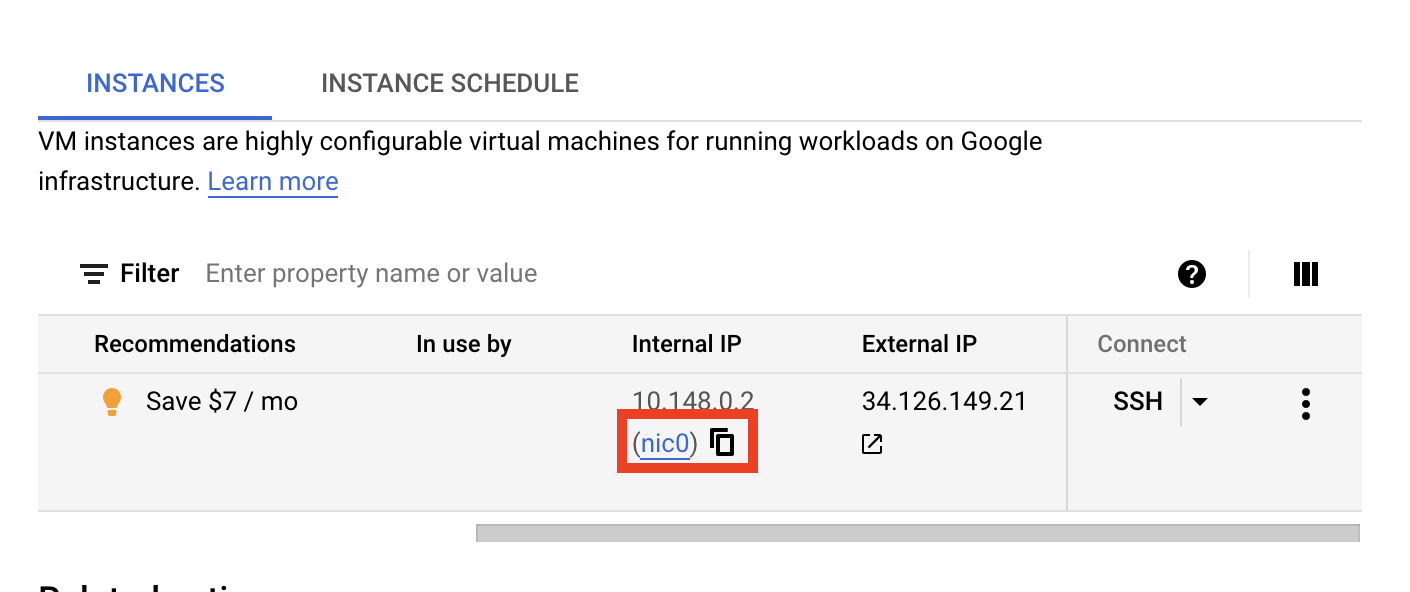 INSTANCES INSTANCE SCHEDULE
VM instances are highly configurable virtual machines for running workloads on Google
infrastructure. Learn more
Filter Enter property name or value
Recommendations In use by Internal IP External IP Connect
Save $7 / mo 10.148.0.2 34.126.149.21 SSH
(nic0)